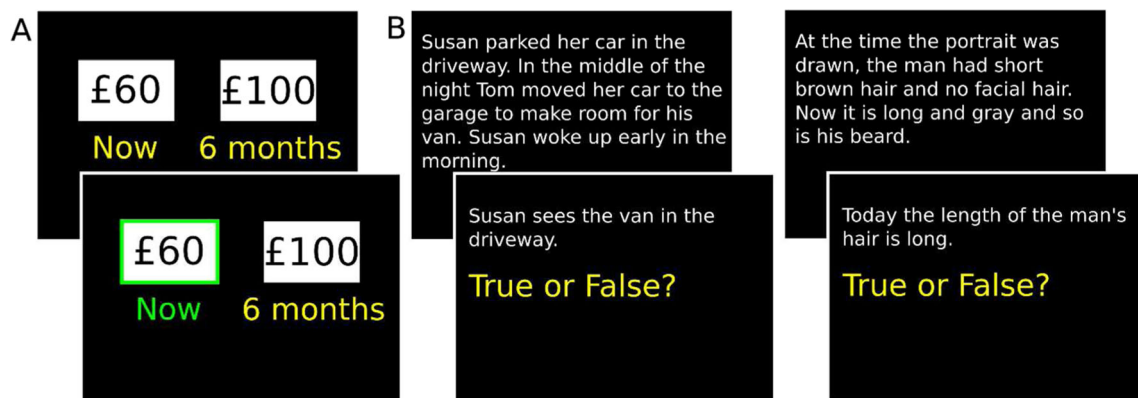 A
£60 £100
Now 6 months
£60 £100
Now 6 months
B
Susan parked her car in the
driveway. In the middle of the
night Tom moved her car to the
garage to make room for his
van. Susan woke up early in the
morning.
Susan sees the van in the
driveway.
True or False?
At the time the portrait was
drawn, the man had short
brown hair and no facial hair.
Now it is long and gray and so
is his beard.
Today the length of the man's
hair is long.
True or False?